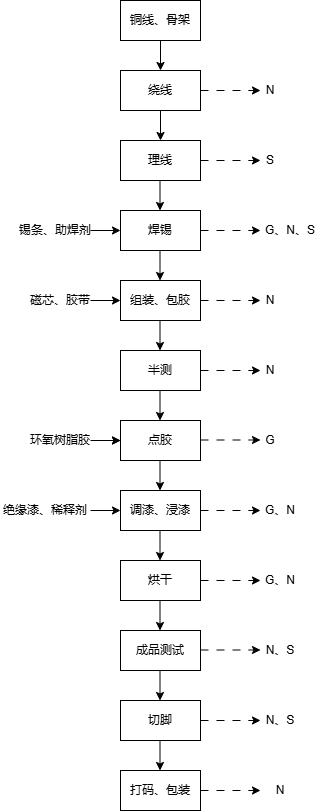 铜线、骨架
绕线
N
理线
S
锡条、助焊剂
焊锡
G、N、S
磁芯、胶带
组装、包胶
N
半测
N
环氧树脂胶
点胶
G
绝缘漆、稀释剂
调漆、浸漆
G、N
烘干
G、N
成品测试
N、S
切脚
N、S
打码、包装
N